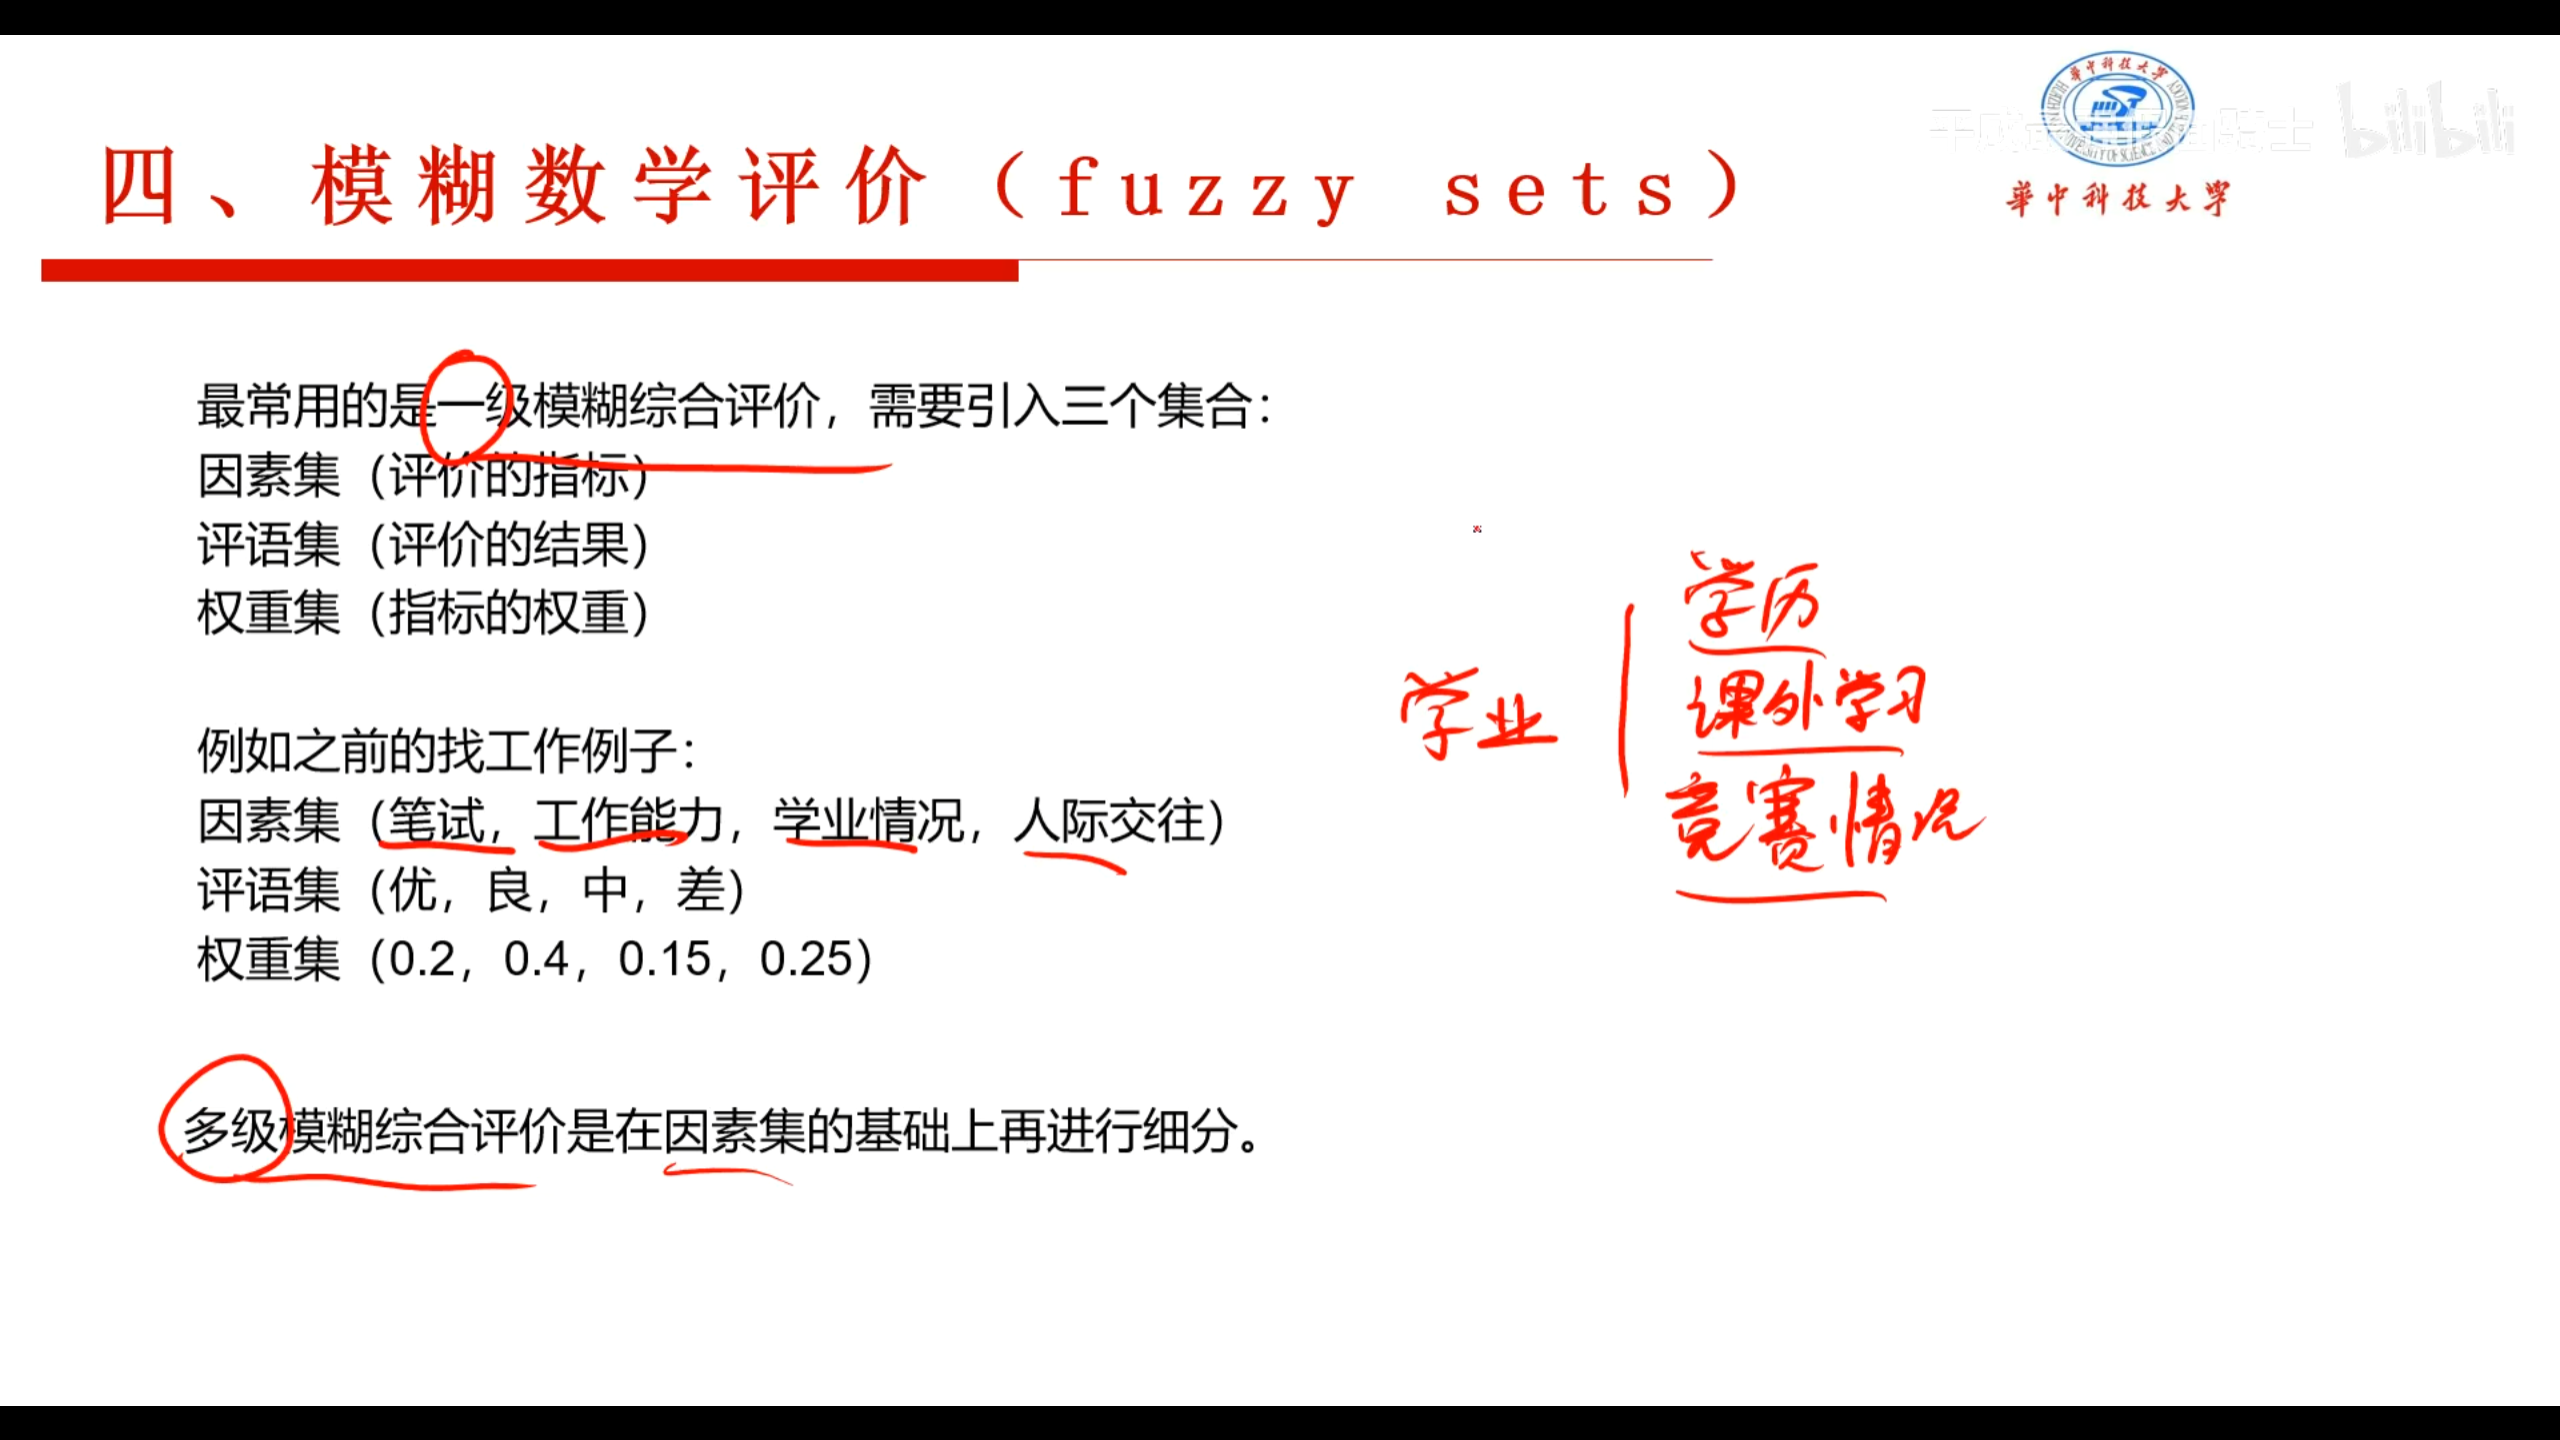 四、模糊数学评价（fuzzy sets）
bilibili
華中科技大学
最常用的是一级模糊综合评价，需要引入三个集合：
因素集（评价的指标）
评语集（评价的结果）
权重集（指标的权重）
学历
学业
课外学习
竞赛情况
例如之前的找工作例子：
因素集（笔试，工作能力，学业情况，人际交往）
评语集（优，良，中，差）
权重集（0.2，0.4，0.15，0.25）
多级模糊综合评价是在因素集的基础上再进行细分。